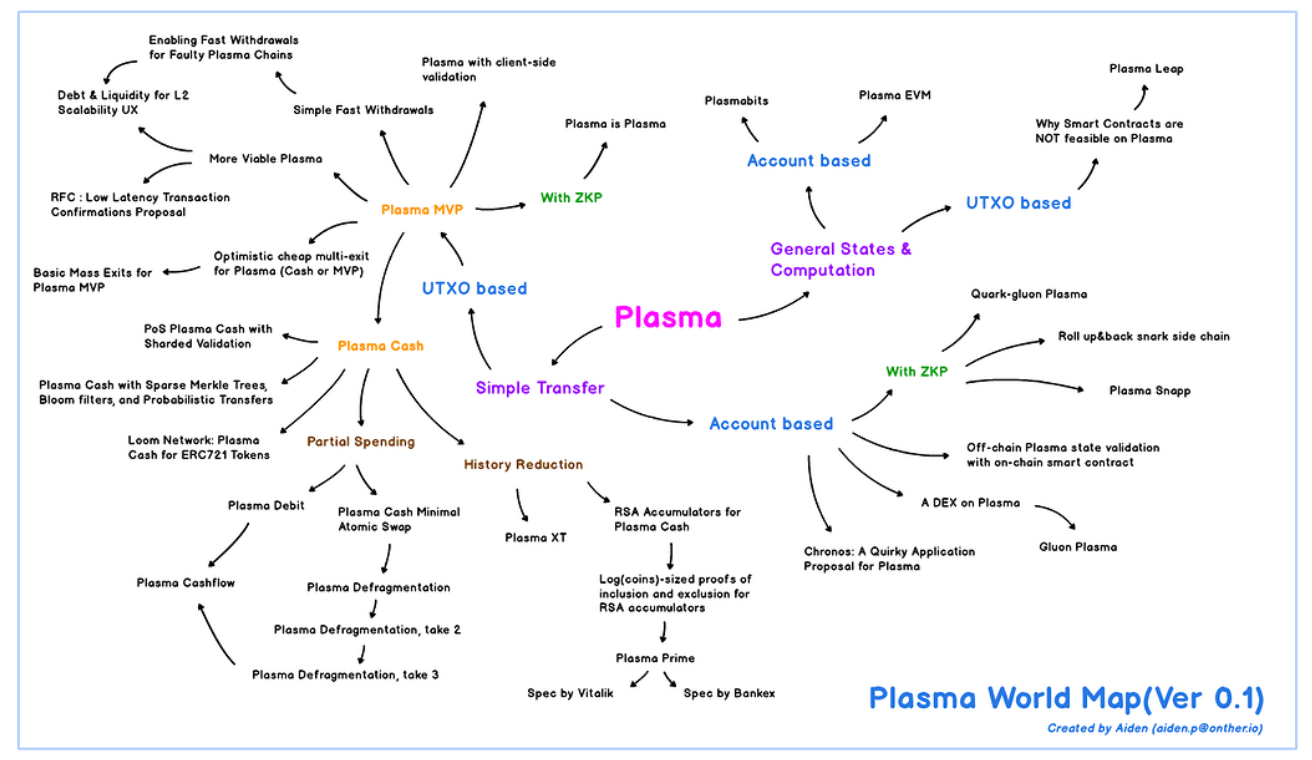 Enabling Fast Withdrawals
for Faulty Plasma Chains
Debt & Liquidity for L2
Scalability UX
Simple Fast Withdrawals
More Viable Plasma
RFC : Low Latency Transaction
Confirmations Proposal
Plasma with client-side
validation
Plasma is Plasma
With ZKP
Plasma MVP
Optimistic cheap multi-exit
for Plasma (Cash or MVP)
Basic Mass Exits for
Plasma MVP
UTXO based
Plasma Cash
PoS Plasma Cash with
Sharded Validation
Plasma Cash with Sparse Merkle Trees,
Bloom filters, and Probabilistic Transfers
Loom Network: Plasma
Cash for ERC721 Tokens
Partial Spending
History Reduction
Plasma Debit
Plasma Cash Minimal
Atomic Swap
Plasma Cashflow
Plasma Defragmentation
Plasma Defragmentation, take 2
Plasma Defragmentation, take 3
Plasma XT
RSA Accumulators for
Plasma Cash
Log(coins)-sized proofs of
inclusion and exclusion for
RSA accumulators
Plasma Prime
Spec by Vitalik
Spec by Bankex
Plasma
Simple Transfer
General States &
Computation
Account based
Plasmabits
Plasma EVM
UTXO based
Why Smart Contracts are
NOT feasible on Plasma
Plasma Leap
Account based
With ZKP
Quark-gluon Plasma
Roll up&back snark side chain
Plasma Snapp
Off-chain Plasma state validation
with on-chain smart contract
A DEX on Plasma
Gluon Plasma
Chronos: A Quirky Application
Proposal for Plasma
Plasma World Map(Ver 0.1)
Created by Aiden (aiden.p@onther.io)